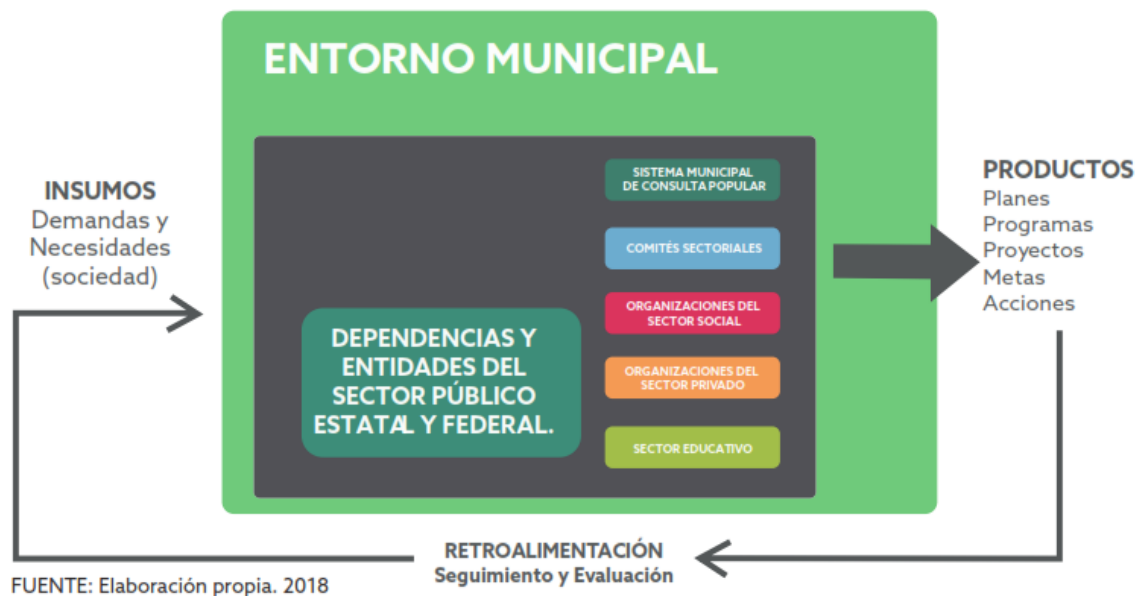 ENTORNO MUNICIPAL
INSUMOS
Demandas y
Necesidades
(sociedad)
DEPENDENCIAS Y
ENTIDADES DEL
SECTOR PÚBLICO
ESTATAL Y FEDERAL.
SISTEMA MUNICIPAL
DE CONSULTA POPULAR
COMITÉS SECTORIALES
ORGANIZACIONES DEL
SECTOR SOCIAL
ORGANIZACIONES DEL
SECTOR PRIVADO
SECTOR EDUCATIVO
PRODUCTOS
Planes
Programas
Proyectos
Metas
Acciones
RETROALIMENTACIÓN
Seguimiento y Evaluación
FUENTE: Elaboración propia. 2018